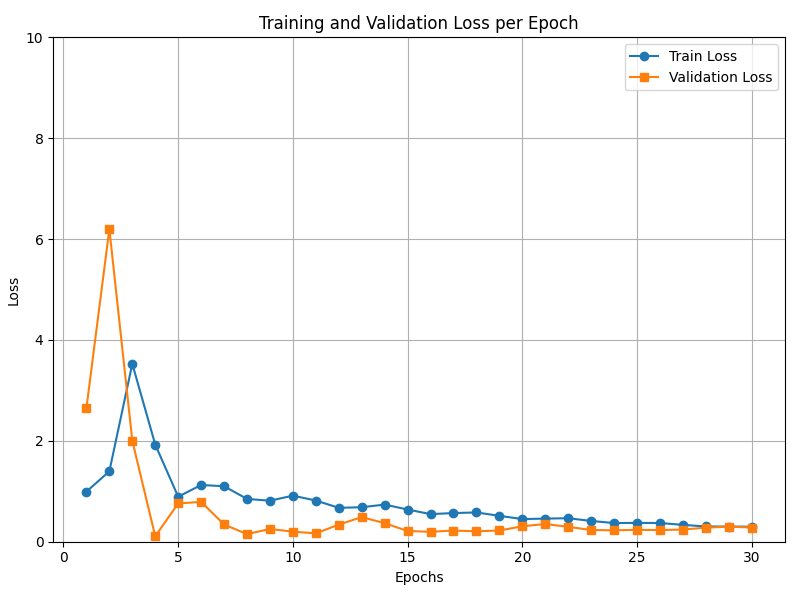 Training and Validation Loss per Epoch
Train Loss
Validation Loss
10
8
6
4
2
0
Loss
0 5 10 15 20 25 30
Epochs